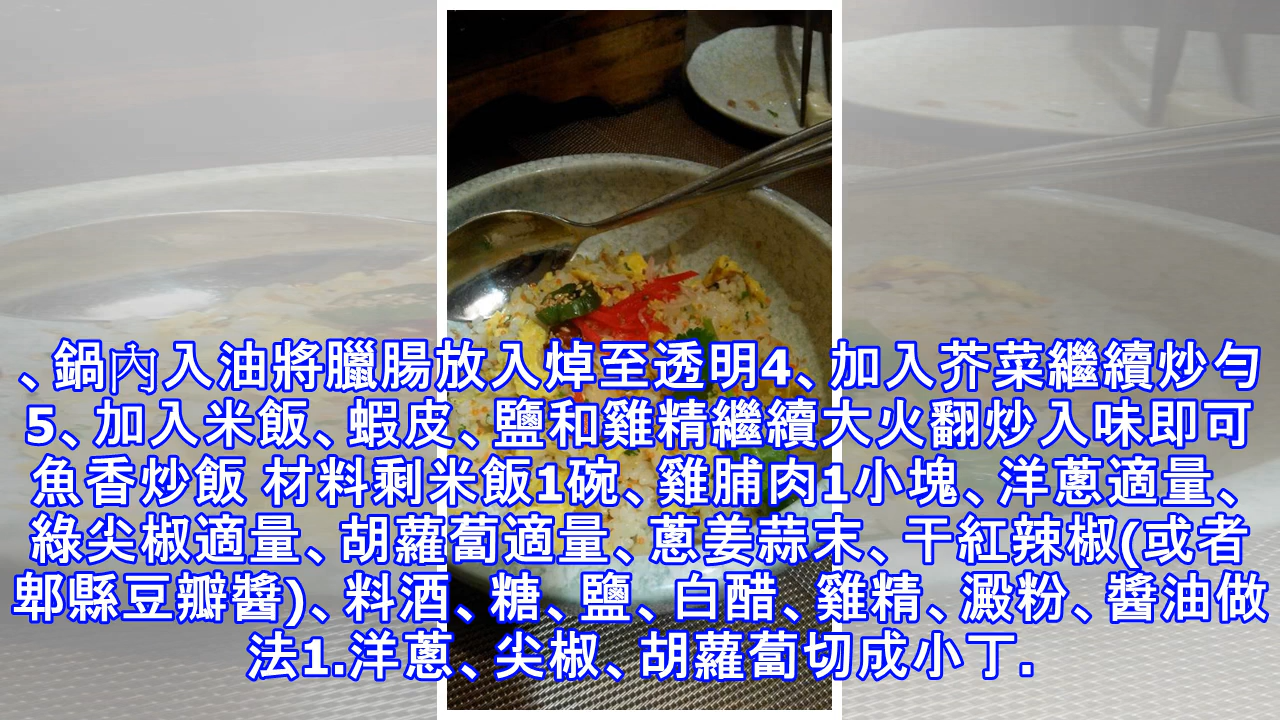 、鍋內入油將臘腸放入焯至透明4、加入芥菜繼續炒勻
5、加入米飯、蝦皮、鹽和雞精繼續大火翻炒入味即可
魚香炒飯 材料剩米飯1碗、雞脯肉1小塊、洋蔥適量、
綠尖椒適量、胡蘿蔔適量、蔥姜蒜末、干紅辣椒(或者
郫縣豆瓣醬)、料酒、糖、鹽、白醋、雞精、澱粉、醬油做
法1.洋蔥、尖椒、胡蘿蔔切成小丁.